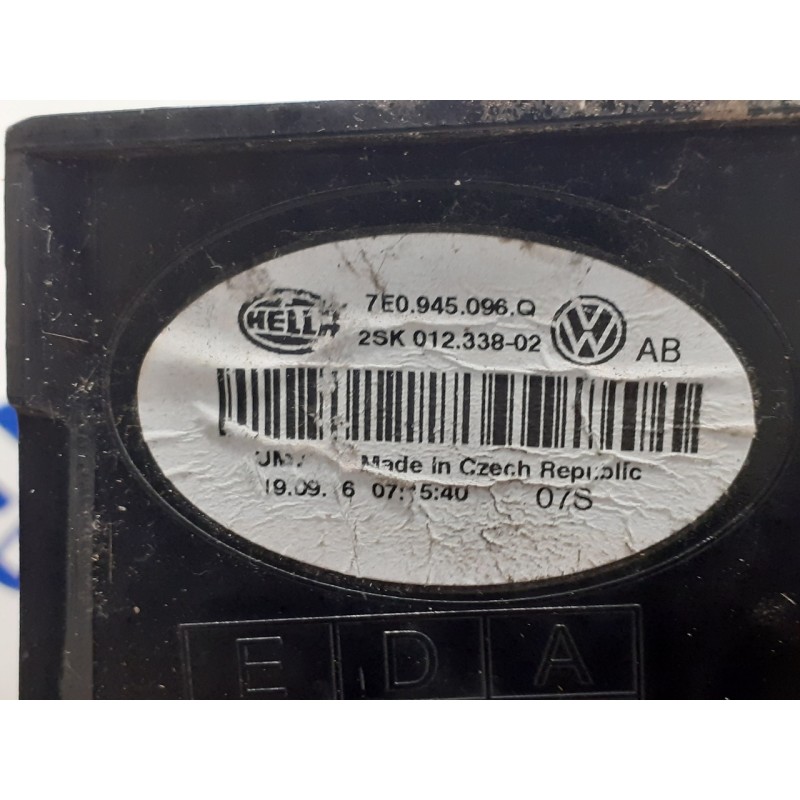 HELLA 7E0.945.096.Q
2SK 012.338-02 AB
Made in Czech Republic
07S
E D A